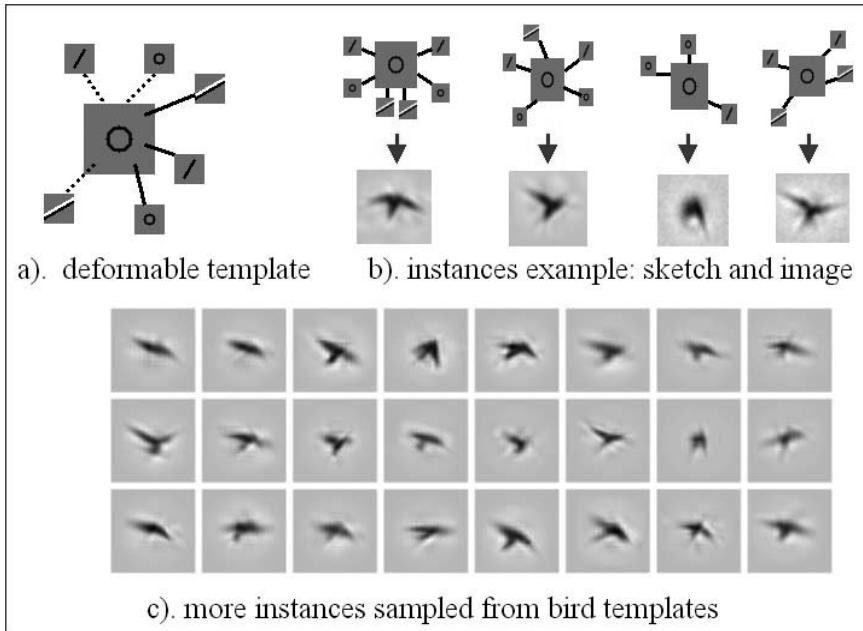 a).  deformable template
b). instances example: sketch and image
c). more instances sampled from bird templates